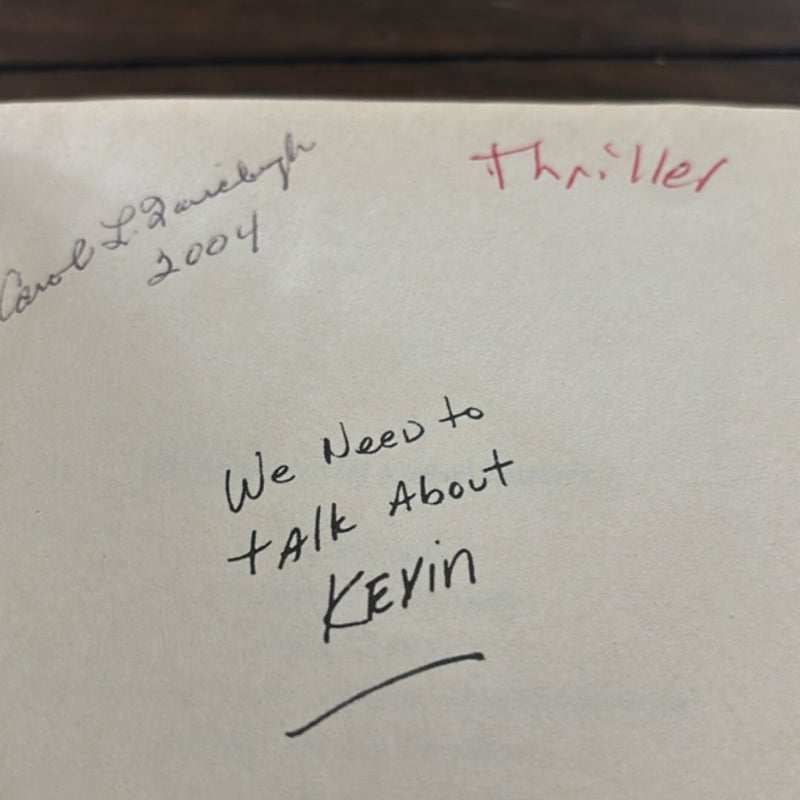 Carol L.
2004
Thriller
We Need to
tAlk About
KEVin